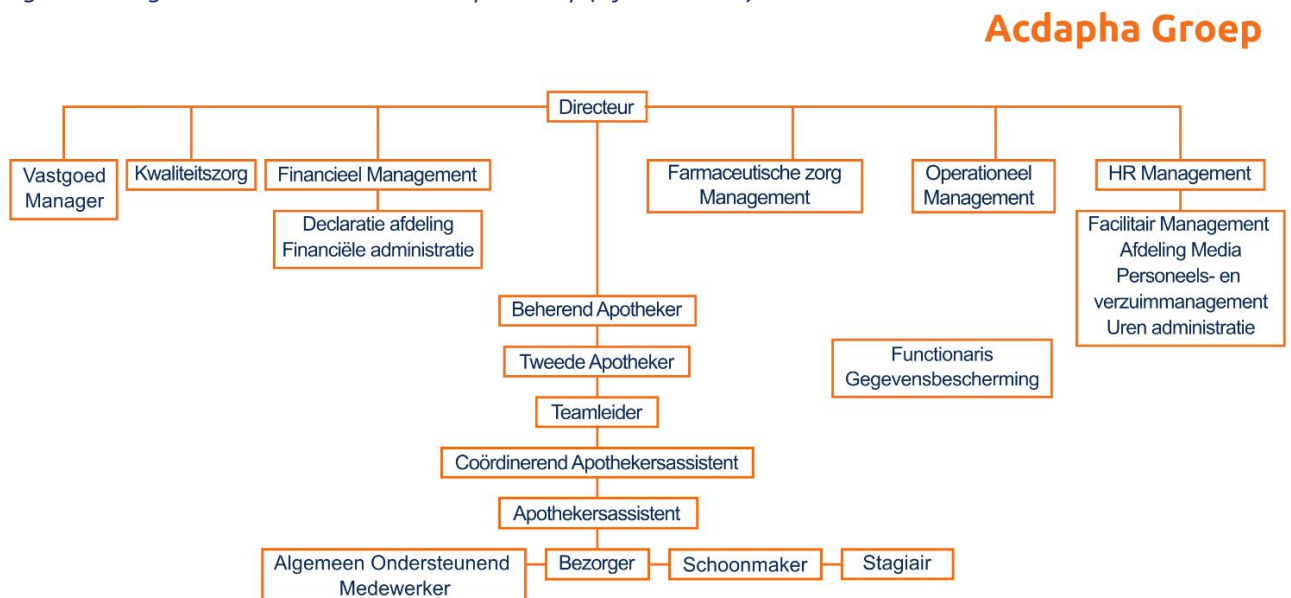 Acdapha Groep
Directeur
Vastgoed
Manager
Kwaliteitszorg
Financieel Management
Declaratie afdeling
Financiële administratie
Farmaceutische zorg
Management
Operationeel
Management
HR Management
Facilitair Management
Afdeling Media
Personeels- en
verzuimmanagement
Uren administratie
Beherend Apotheker
Tweede Apotheker
Functionaris
Gegevensbescherming
Teamleider
Coördinerend Apothekersassistent
Apothekersassistent
Algemeen Ondersteunend
Medewerker
Bezorger
Schoonmaker
Stagiair